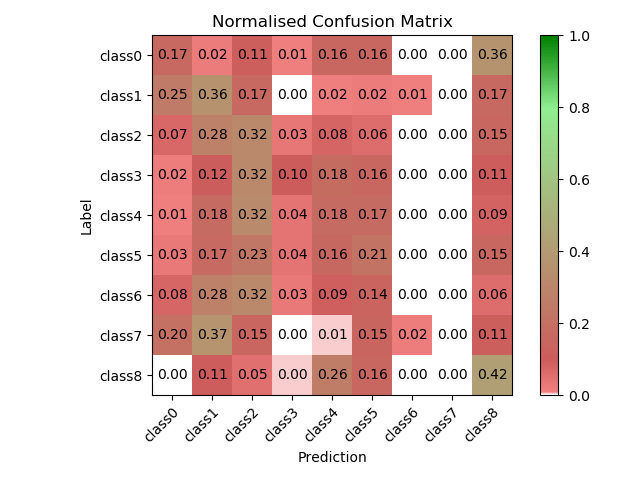 Normalised Confusion Matrix
class0 0.17 0.02 0.11 0.01 0.16 0.16 0.00 0.00 0.36
class1 0.25 0.36 0.17 0.00 0.02 0.02 0.01 0.00 0.17
class2 0.07 0.28 0.32 0.03 0.08 0.06 0.00 0.00 0.15
class3 0.02 0.12 0.32 0.10 0.18 0.16 0.00 0.00 0.11
class4 0.01 0.18 0.32 0.04 0.18 0.17 0.00 0.00 0.09
class5 0.03 0.17 0.23 0.04 0.16 0.21 0.00 0.00 0.15
class6 0.08 0.28 0.32 0.03 0.09 0.14 0.00 0.00 0.06
class7 0.20 0.37 0.15 0.00 0.01 0.15 0.02 0.00 0.11
class8 0.00 0.11 0.05 0.00 0.26 0.16 0.00 0.00 0.42
class0 class1 class2 class3 class4 class5 class6 class7 class8
Prediction
Label
1.0
0.8
0.6
0.4
0.2
0.0